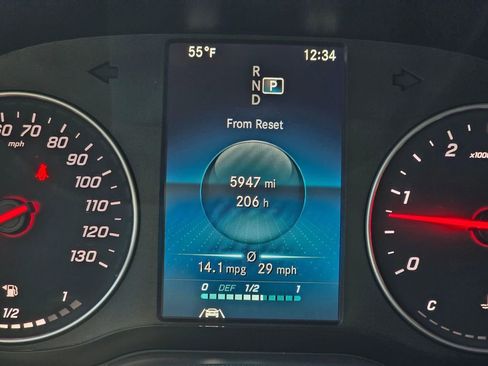 55°F 12:34
R
N P
D
From Reset
5947 mi
206 h
Ø
14.1 mpg 29 mph
0 DEF 1/2 1
60 70 80 90 100 110 120 130
mph
1/2 1
2 1 0
x1000
C